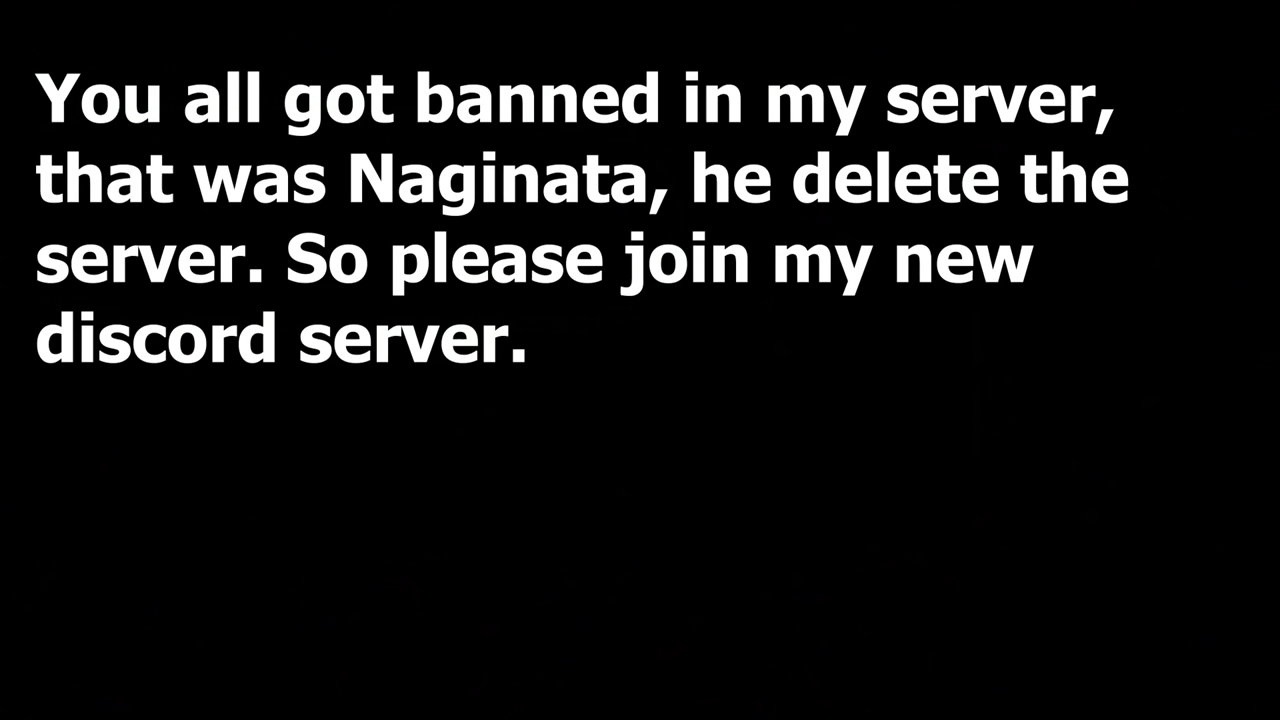 You all got banned in my server,
that was Naginata, he delete the
server. So please join my new
discord server.